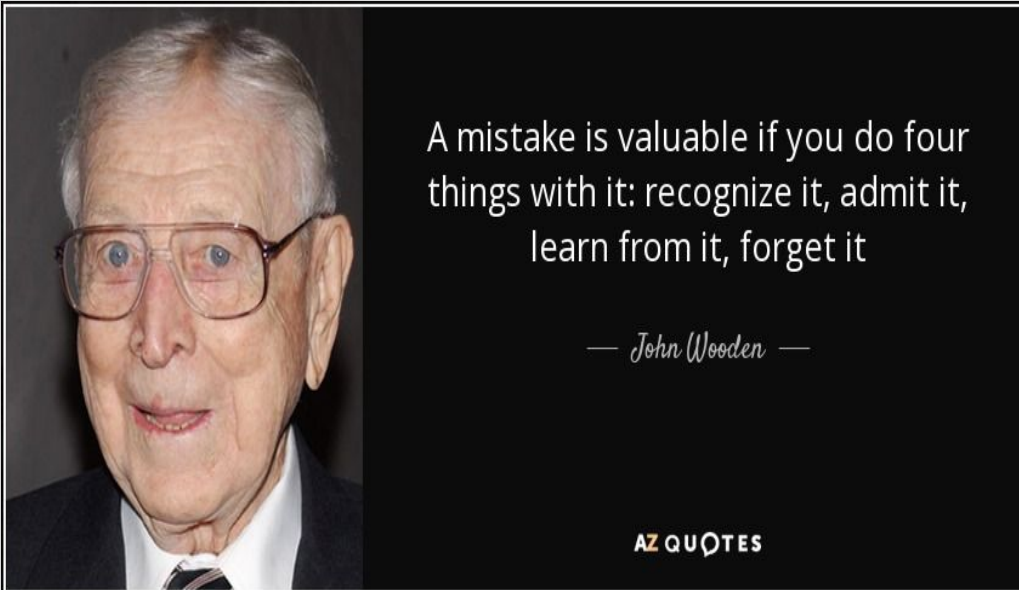 A mistake is valuable if you do four
things with it: recognize it, admit it,
learn from it, forget it
— John Wooden —
AZ QUOTES